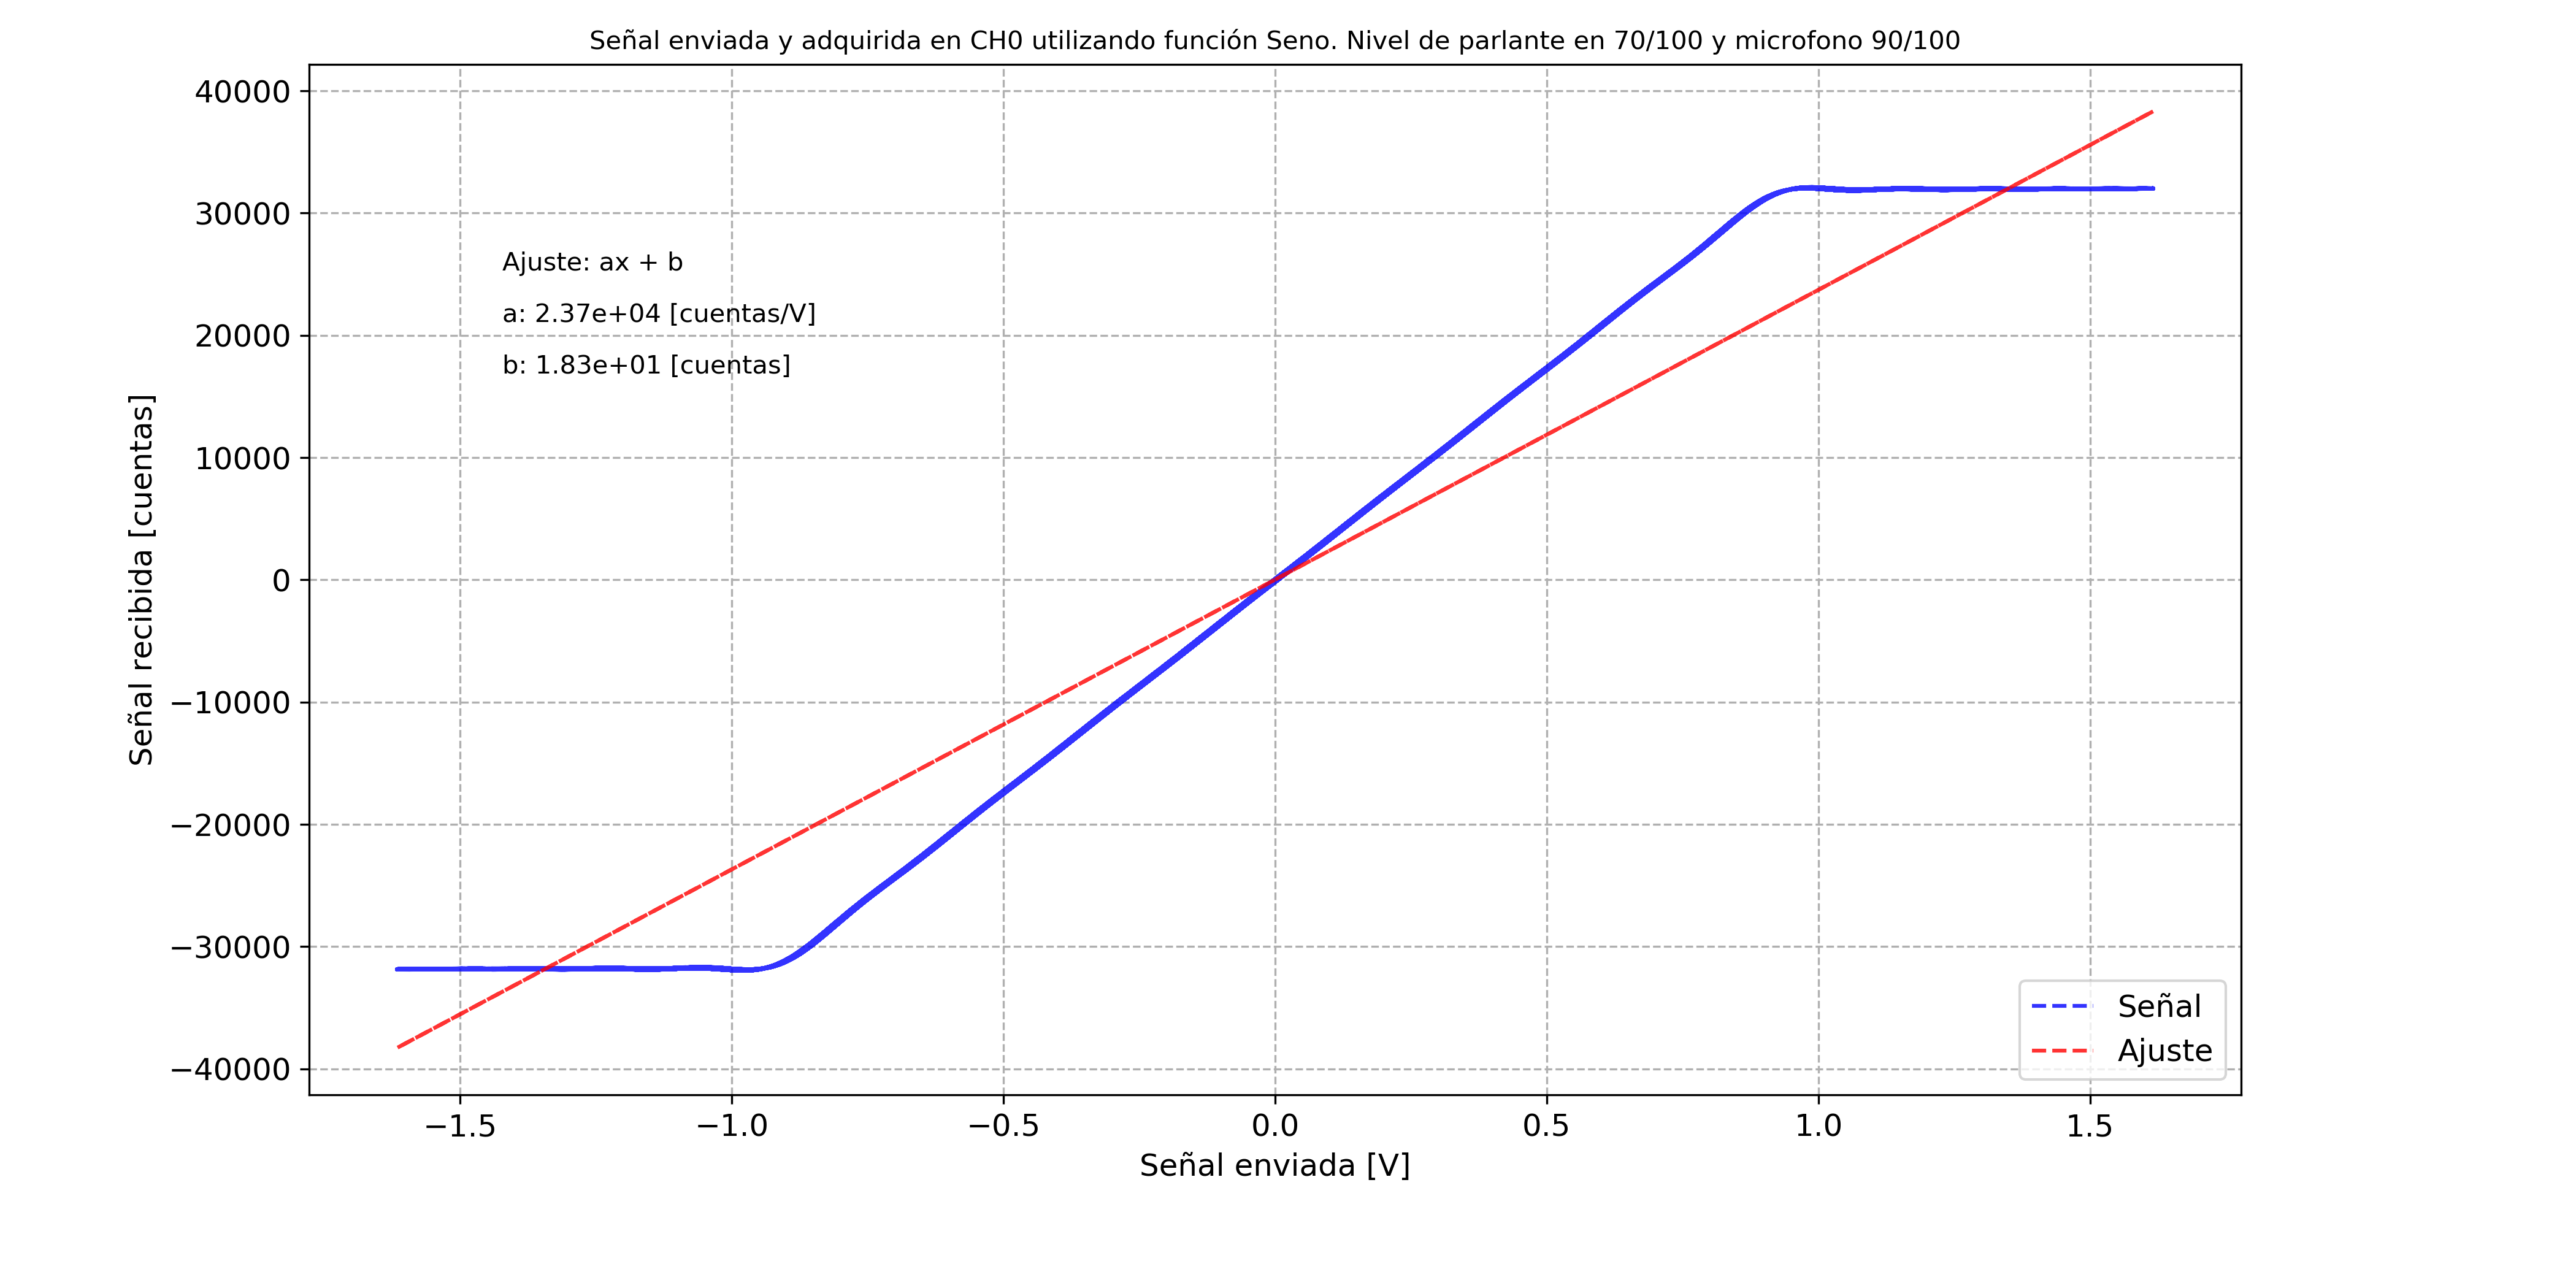 Señal enviada y adquirida en CH0 utilizando función Seno. Nivel de parlante en 70/100 y microfono 90/100
40000
30000
20000
10000
0
−10000
−20000
−30000
−40000
Señal recibida [cuentas]
Ajuste: ax + b
a: 2.37e+04 [cuentas/V]
b: 1.83e+01 [cuentas]
Señal
Ajuste
−1.5
−1.0
−0.5
0.0
0.5
1.0
1.5
Señal enviada [V]